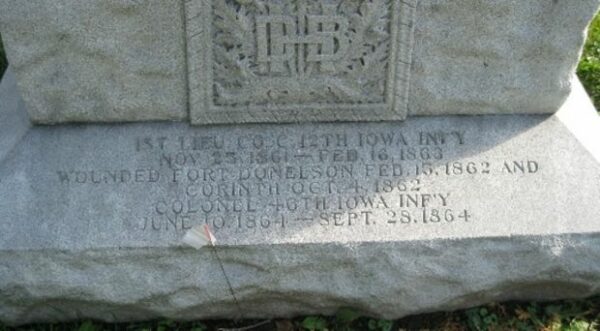 1ST LIEU. CO. C. 12TH IOWA INF'Y
NOV. 25. 1861 — FEB. 16. 1863
WOUNDED FORT DONELSON FEB. 15. 1862 AND
CORINTH OCT. 4. 1862
COLONEL 46TH IOWA INF'Y
JUNE 10. 1864 — SEPT. 28. 1864